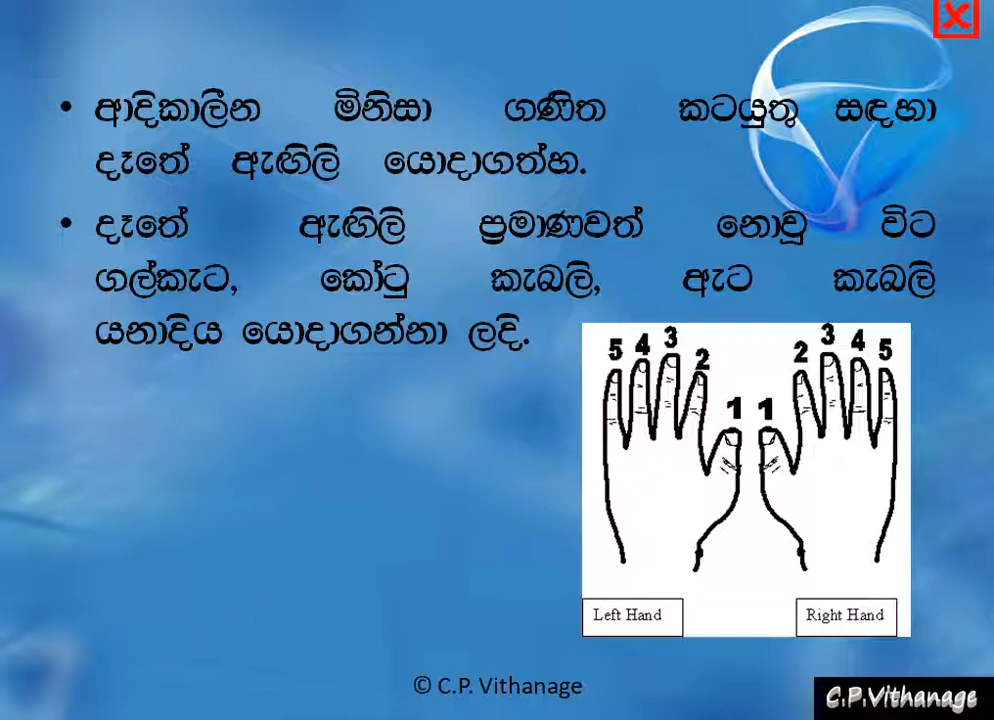 • ආදිකාලීන මිනිසා ගණිත කටයුතු සඳහා
දෑතේ ඇඟිලි යොදාගත්හ.
• දෑතේ ඇඟිලි ප්‍රමාණවත් නොවූ විට
ගල්කැට, කෝටු කැබලි, ඇට කැබලි
යනාදිය යොදාගන්නා ලදි.
5 4 3 2 1 1 2 3 4 5
Left Hand Right Hand
© C.P. Vithanage
C.P.Vithanage